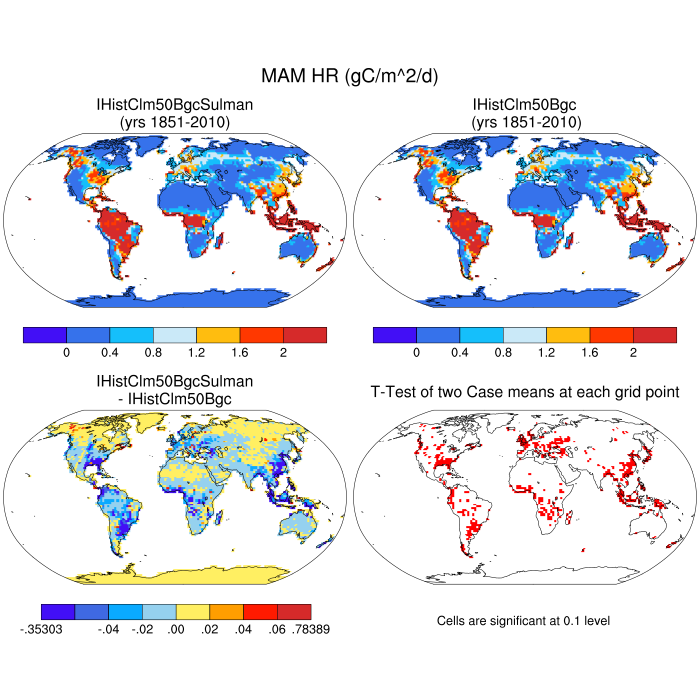 MAM HR (gC/m^2/d)
IHistClm50BgcSulman
(yrs 1851-2010)
IHistClm50Bgc
(yrs 1851-2010)
0 0.4 0.8 1.2 1.6 2
0 0.4 0.8 1.2 1.6 2
IHistClm50BgcSulman
- IHistClm50Bgc
T-Test of two Case means at each grid point
-.35303 -.04 -.02 .00 .02 .04 .06 .78389
Cells are significant at 0.1 level